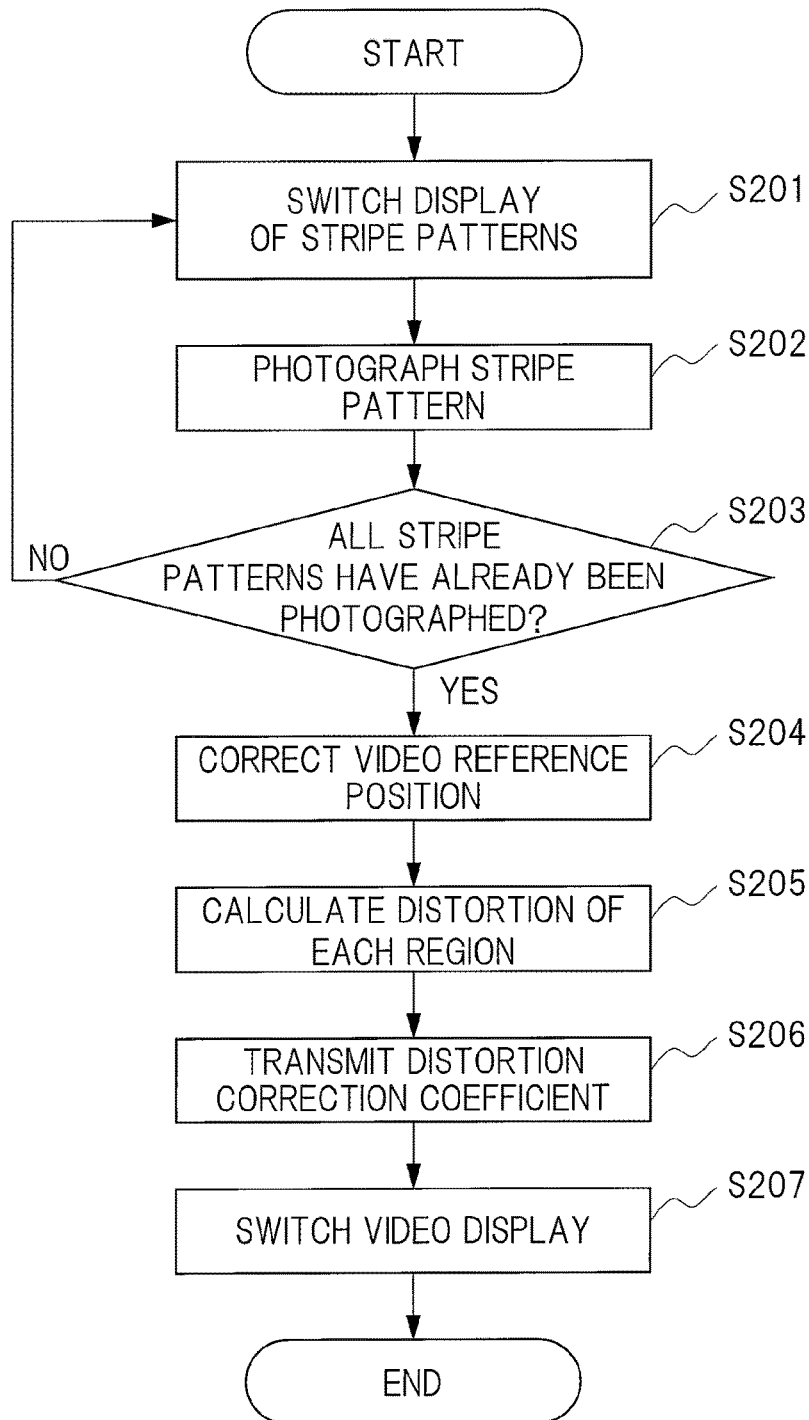 START
SWITCH DISPLAY
OF STRIPE PATTERNS
S201
PHOTOGRAPH STRIPE
PATTERN
S202
ALL STRIPE
PATTERNS HAVE ALREADY BEEN
PHOTOGRAPHED?
S203
NO
YES
CORRECT VIDEO REFERENCE
POSITION
S204
CALCULATE DISTORTION OF
EACH REGION
S205
TRANSMIT DISTORTION
CORRECTION COEFFICIENT
S206
SWITCH VIDEO DISPLAY
S207
END